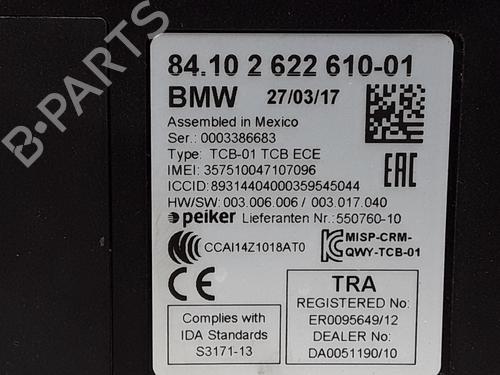 B-PARTS
84.10 2 622 610-01
BMW 27/03/17
Assembled in Mexico
Ser.: 0003386683
Type: TCB-01 TCB ECE
IMEI: 357510047107096
ICCID: 89314404000359545044
HW/SW: 003.006.006 / 003.017.040
peiker Lieferanten Nr.: 550760-10
EAC
CCAI14Z1018AT0
MISP-CRM-
QWY-TCB-01
CE
Complies with
IDA Standards
S3171-13
TRA
REGISTERED No:
ER0095649/12
DEALER No:
DA0051190/10